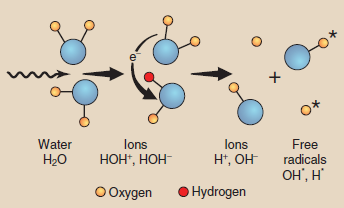 e⁻
*
+
*
Water
H₂O
Ions
HOH⁺, HOH⁻
Ions
H⁺, OH⁻
Free
radicals
OH*, H*
Oxygen
Hydrogen